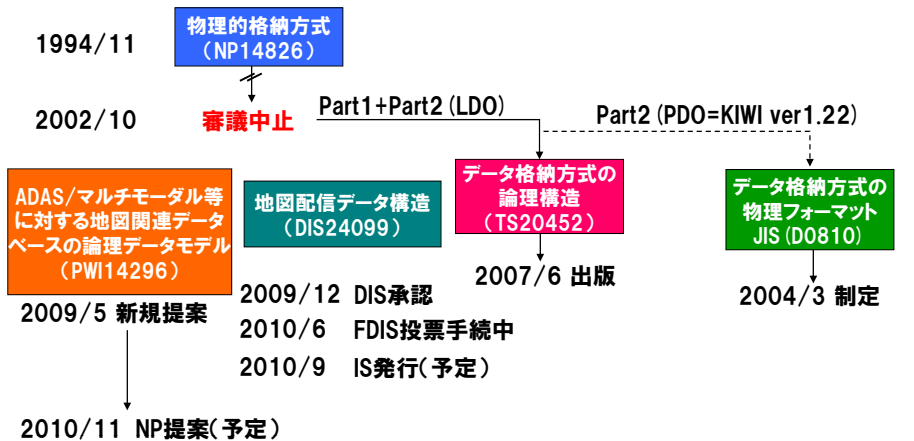 1994/11
物理的格納方式
(NP14826)
2002/10
審議中止
Part1+Part2(LDO)
Part2(PDO=KIWI ver1.22)
ADAS/マルチモーダル等
に対する地図関連データ
ベースの論理データモデル
(PWI14296)
2009/5 新規提案
2010/11 NP提案(予定)
地図配信データ構造
(DIS24099)
2009/12 DIS承認
2010/6 FDIS投票手続中
2010/9 IS発行(予定)
データ格納方式の
論理構造
(TS20452)
2007/6 出版
データ格納方式の
物理フォーマット
JIS(D0810)
2004/3 制定